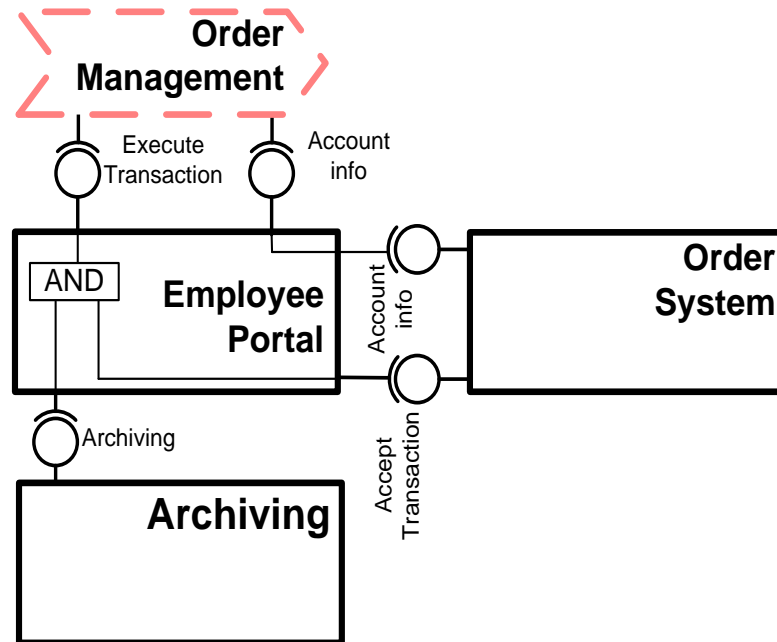 Order
Management
Execute
Transaction
Account
info
AND
Employee
Portal
Account
info
Order
System
Archiving
Accept
Transaction
Archiving